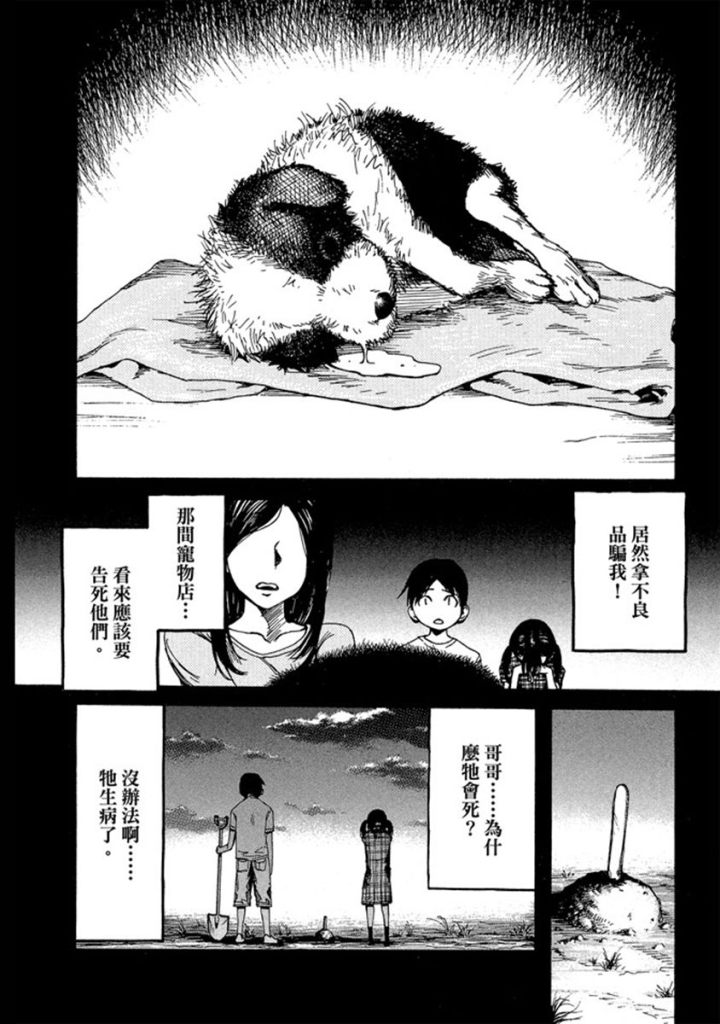 居然拿不良
品騙我！
那間寵物店…
看來應該要
告死他們。
哥哥……為什
麼牠會死？
沒辦法啊……
牠生病了。